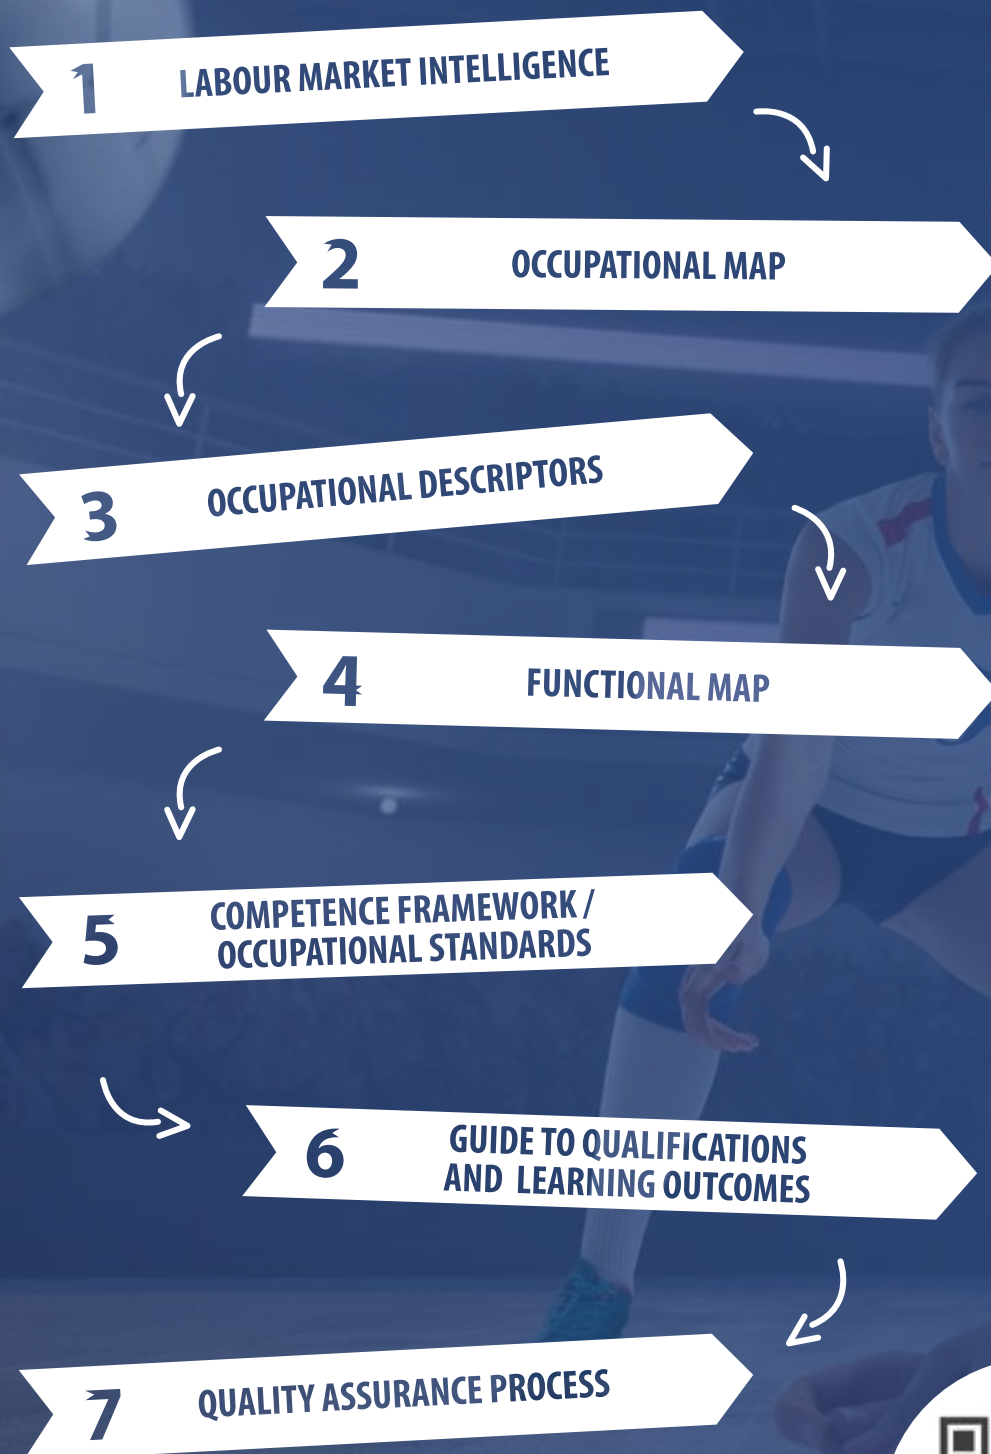 1 LABOUR MARKET INTELLIGENCE
2 OCCUPATIONAL MAP
3 OCCUPATIONAL DESCRIPTORS
4 FUNCTIONAL MAP
5 COMPETENCE FRAMEWORK /
OCCUPATIONAL STANDARDS
6 GUIDE TO QUALIFICATIONS
AND LEARNING OUTCOMES
7 QUALITY ASSURANCE PROCESS